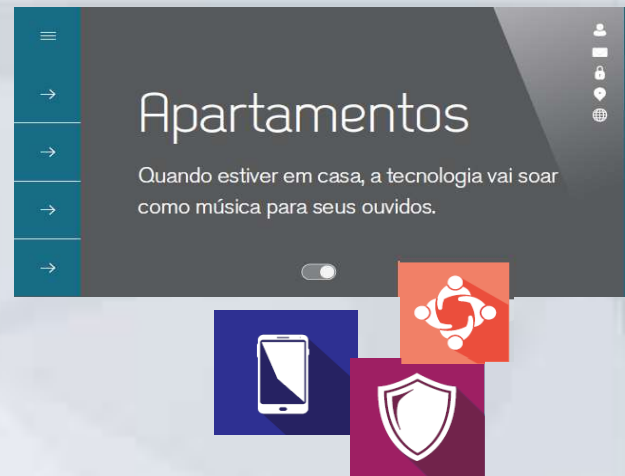 Apartamentos
Quando estiver em casa, a tecnologia vai soar
como música para seus ouvidos.